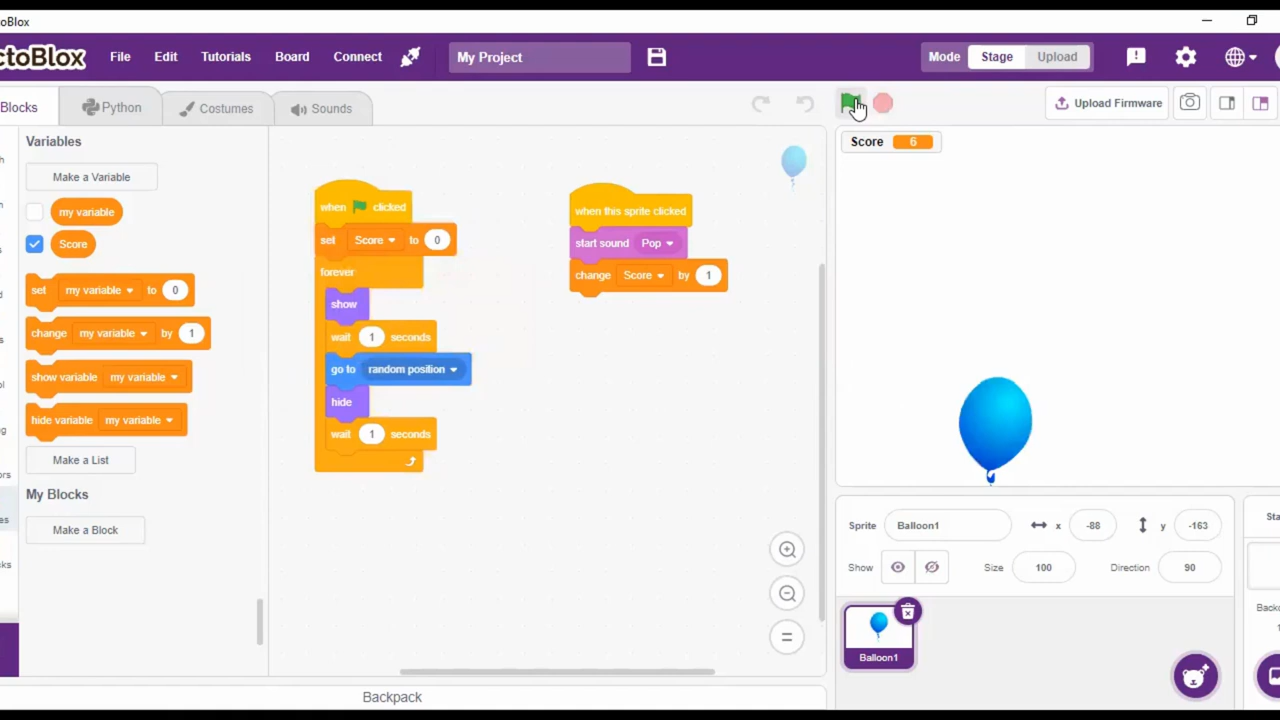 toBlox
ctoBlox File Edit Tutorials Board Connect My Project Mode Stage Upload
Blocks Python Costumes Sounds Upload Firmware
Variables
Make a Variable
my variable
Score
set my variable to 0
change my variable by 1
show variable my variable
hide variable my variable
Make a List
My Blocks
Make a Block
when clicked
set Score to 0
forever
show
wait 1 seconds
go to random position
hide
wait 1 seconds
when this sprite clicked
start sound Pop
change Score by 1
Score 6
Sprite Balloon1 x -88 y -163
Show Size 100 Direction 90
Balloon1
Sta
Backd
1
Backpack